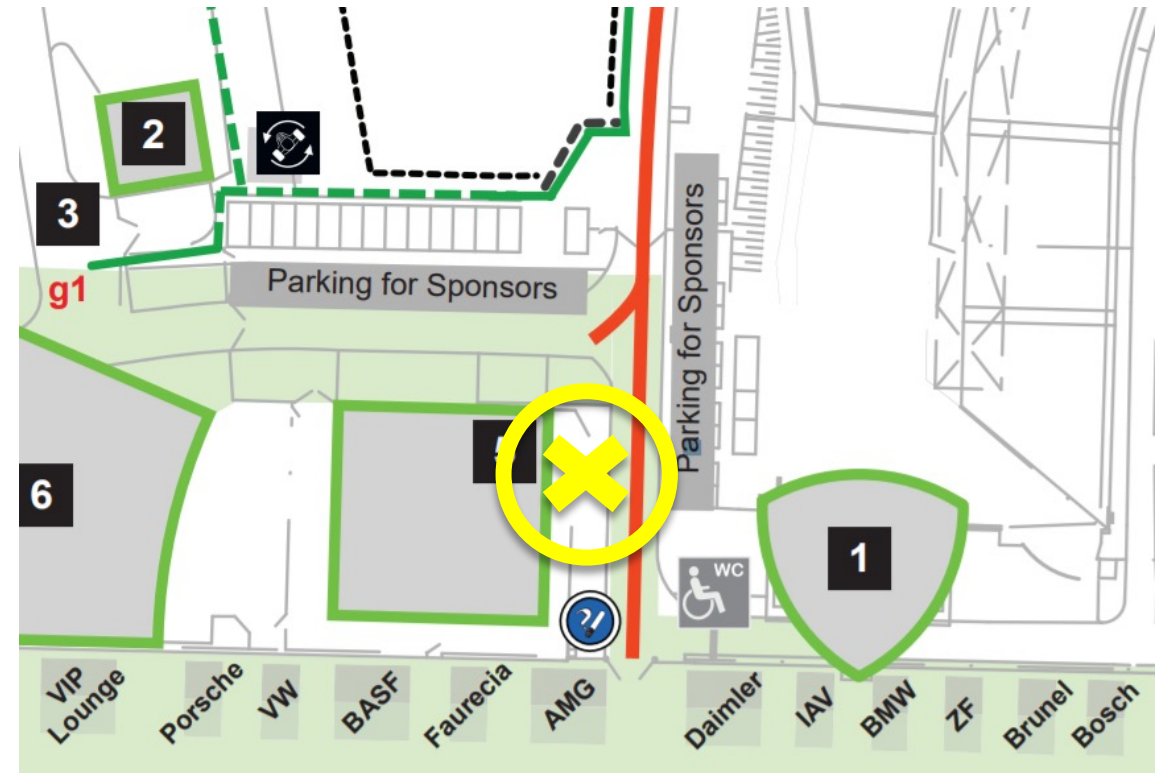 2
3
g1
Parking for Sponsors
Parking for Sponsors
5
6
1
WC
VIP
Lounge
Porsche
VW
BASF
Faurecia
AMG
Daimler
IAV
BMW
ZF
Brunel
Bosch